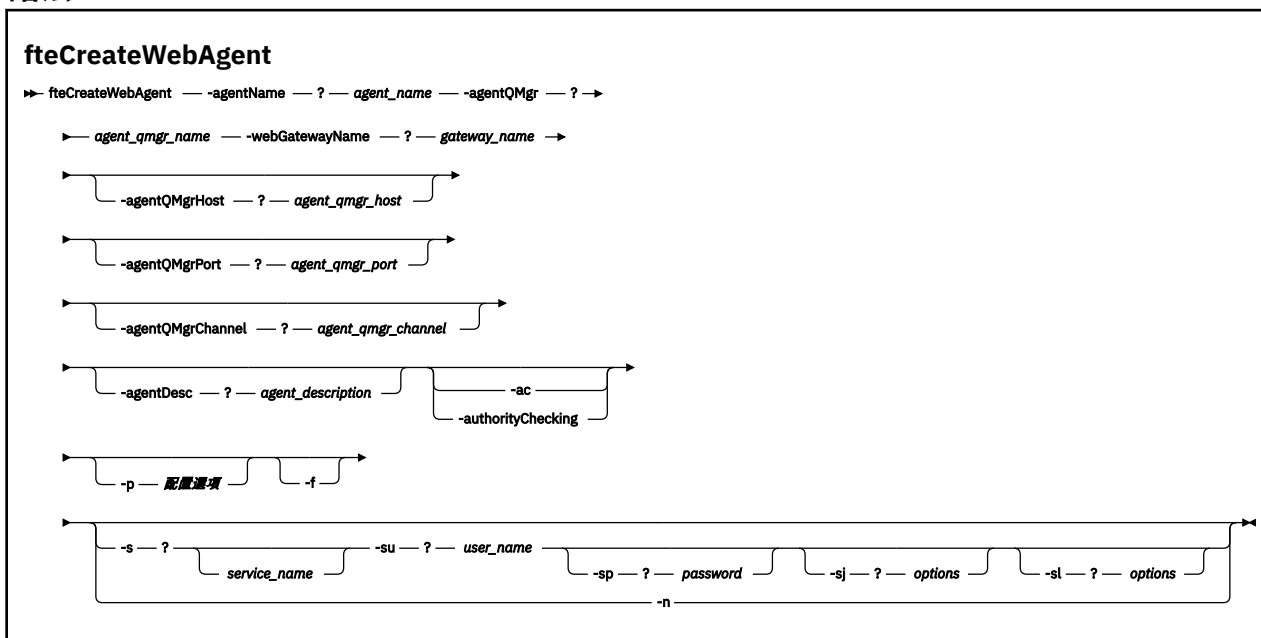 fteCreateWebAgent
fteCreateWebAgent — -agentName — ? — agent_name — -agentQMgr — ?
agent_qmgr_name — -webGatewayName — ? — gateway_name
-agentQMgrHost — ? — agent_qmgr_host
-agentQMgrPort — ? — agent_qmgr_port
-agentQMgrChannel — ? — agent_qmgr_channel
-agentDesc — ? — agent_description -ac
-authorityChecking
-p — 配置選項 -f
-s — ? service_name -su — ? — user_name -sp — ? — password -sj — ? — options -sl — ? — options
-n